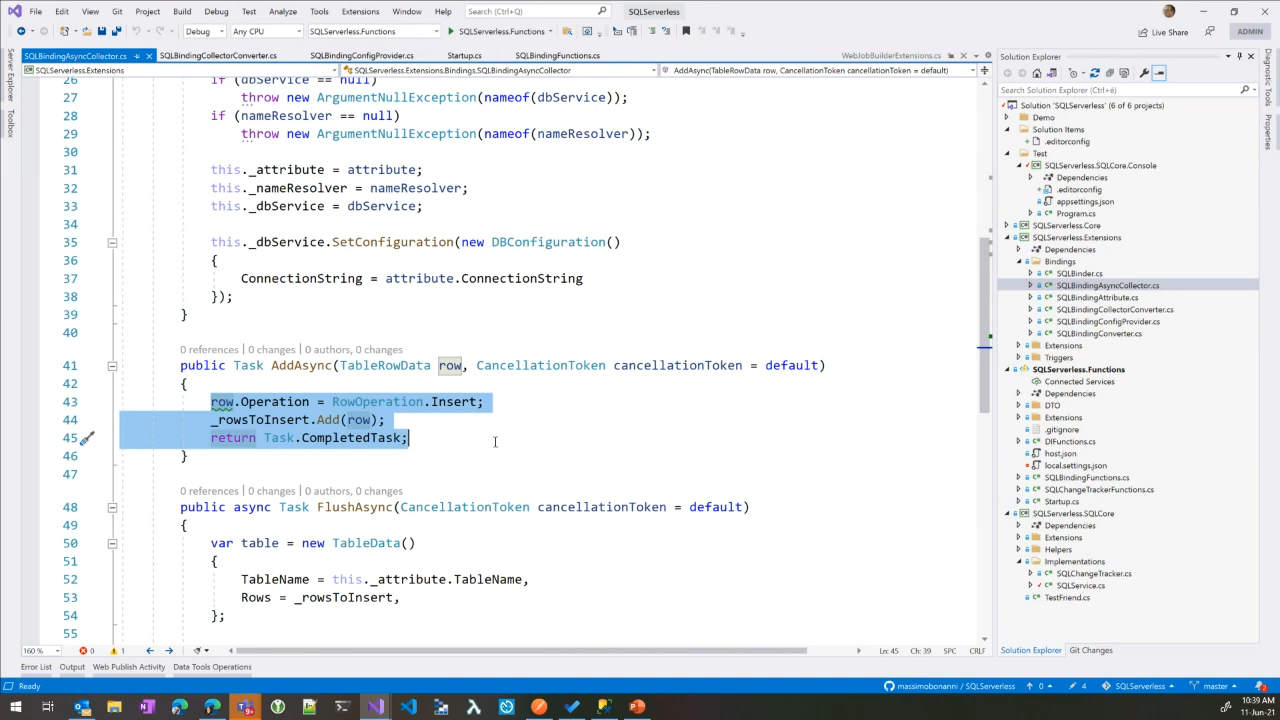 File Edit View Git Project Build Debug Test Analyze Tools Extensions Window Help Search (Ctrl+Q) SQLServerless
Debug Any CPU SQLServerless.Functions SQLServerless.Functions Live Share ADMIN
SQLBindingAsyncCollector.cs SQLBindingCollectorConverter.cs SQLBindingConfigProvider.cs Startup.cs SQLBindingFunctions.cs WebJobBuilderExtensions.cs
SQLServerless.Extensions SQLServerless.Extensions.Bindings.SQLBindingAsyncCollector AddAsync(TableRowData row, CancellationToken cancellationToken = default)
Server Explorer
Toolbox
26 if (dbService == null)
27 throw new ArgumentNullException(nameof(dbService));
28 if (nameResolver == null)
29 throw new ArgumentNullException(nameof(nameResolver));
30
31 this._attribute = attribute;
32 this._nameResolver = nameResolver;
33 this._dbService = dbService;
34
35 this._dbService.SetConfiguration(new DBConfiguration()
36 {
37 ConnectionString = attribute.ConnectionString
38 });
39 }
40
0 references | 0 changes | 0 authors, 0 changes
41 public Task AddAsync(TableRowData row, CancellationToken cancellationToken = default)
42 {
43 row.Operation = RowOperation.Insert;
44 _rowsToInsert.Add(row);
45 return Task.CompletedTask;
46 }
47
0 references | 0 changes | 0 authors, 0 changes
48 public async Task FlushAsync(CancellationToken cancellationToken = default)
49 {
50 var table = new TableData()
51 {
52 TableName = this._attribute.TableName,
53 Rows = _rowsToInsert,
54 };
55
160 % 0 1 Ln: 45 Ch: 39 SPC CRLF
Error List Output Web Publish Activity Data Tools Operations
Solution Explorer
Search Solution Explorer (Ctrl+è)
Solution 'SQLServerless' (6 of 6 projects)
Demo
Solution Items
.editorconfig
Test
SQLServerless.SQLCore.Console
Dependencies
.editorconfig
appsettings.json
Program.cs
SQLServerless.Core
SQLServerless.Extensions
Dependencies
Bindings
SQLBinder.cs
SQLBindingAsyncCollector.cs
SQLBindingAttribute.cs
SQLBindingCollectorConverter.cs
SQLBindingConfigProvider.cs
SQLBindingConverter.cs
Extensions
Triggers
SQLServerless.Functions
Connected Services
Dependencies
DTO
Extensions
.gitignore
DIFunctions.cs
host.json
local.settings.json
SQLBindingFunctions.cs
SQLChangeTrackerFunctions.cs
Startup.cs
SQLServerless.SQLCore
Dependencies
Extensions
Helpers
Implementations
SQLChangeTracker.cs
SQLService.cs
TestFriend.cs
Solution Explorer Git Changes
Diagnostic Tools
Properties
Ready massimobonanni / SQLServerless 0 4 SQLServerless master 2
10:39 AM
11-Jun-21